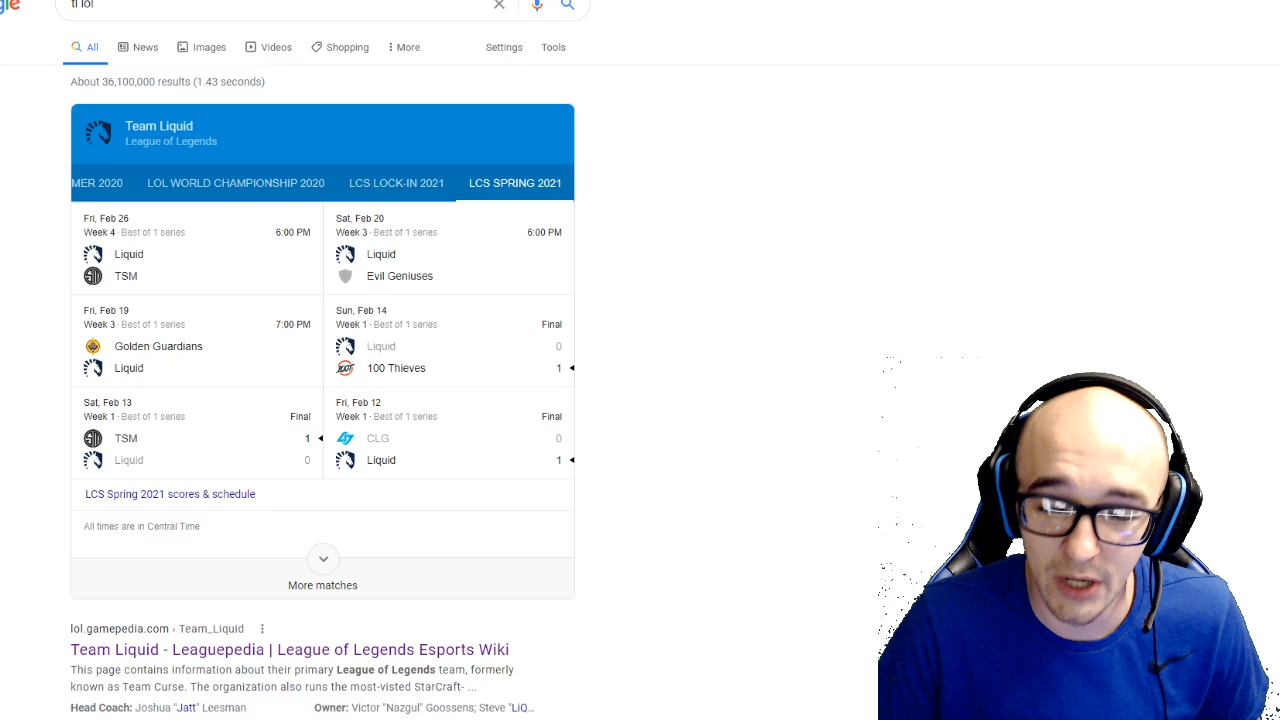 gle
tl lol
All
News
Images
Videos
Shopping
More
Settings
Tools
About 36,100,000 results (1.43 seconds)
Team Liquid
League of Legends
MER 2020
LOL WORLD CHAMPIONSHIP 2020
LCS LOCK-IN 2021
LCS SPRING 2021
Fri, Feb 26
Week 4 · Best of 1 series
6:00 PM
Liquid
TSM
Sat, Feb 20
Week 3 · Best of 1 series
6:00 PM
Liquid
Evil Geniuses
Fri, Feb 19
Week 3 · Best of 1 series
7:00 PM
Golden Guardians
Liquid
Sun, Feb 14
Week 1 · Best of 1 series
Final
Liquid 0
100 Thieves 1
Sat, Feb 13
Week 1 · Best of 1 series
Final
TSM 1
Liquid 0
Fri, Feb 12
Week 1 · Best of 1 series
Final
CLG 0
Liquid 1
LCS Spring 2021 scores & schedule
All times are in Central Time
More matches
lol.gamepedia.com › Team_Liquid
Team Liquid - Leaguepedia | League of Legends Esports Wiki
This page contains information about their primary League of Legends team, formerly
known as Team Curse. The organization also runs the most-visted StarCraft- ...
Head Coach: Joshua "Jatt" Leesman
Owner: Victor "Nazgul" Goossens; Steve "LiQ...